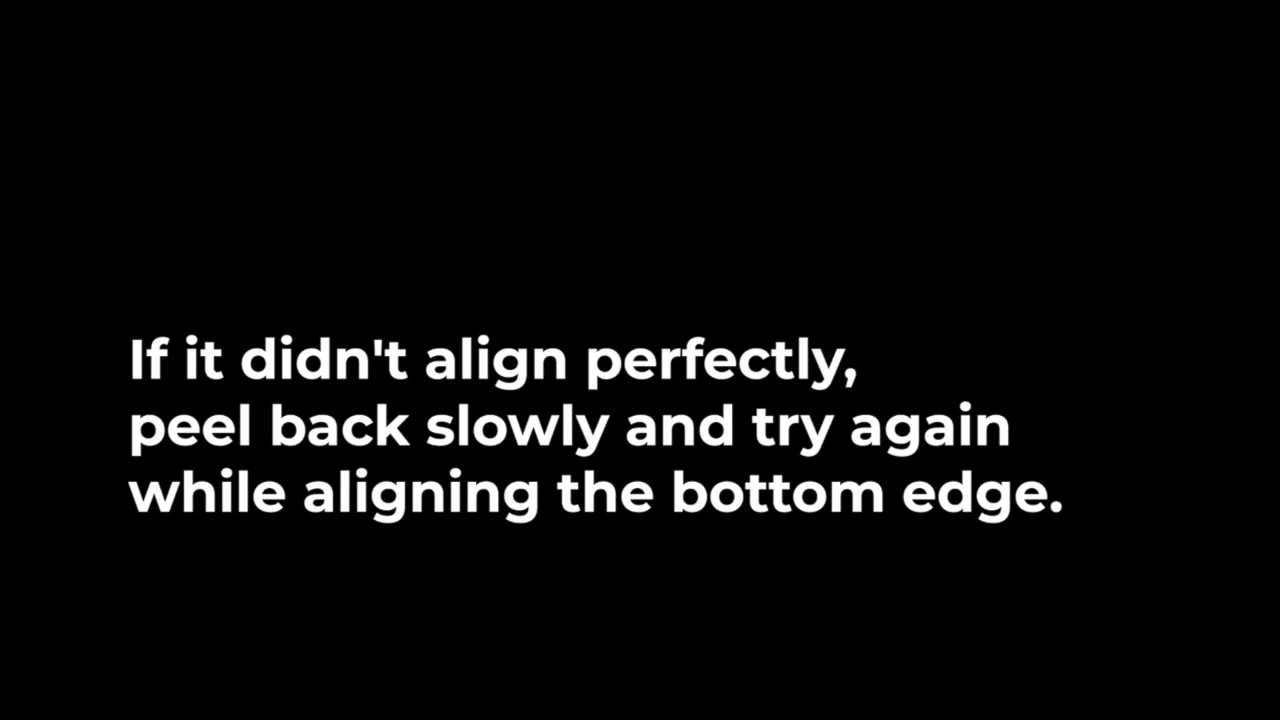 If it didn't align perfectly,
peel back slowly and try again
while aligning the bottom edge.